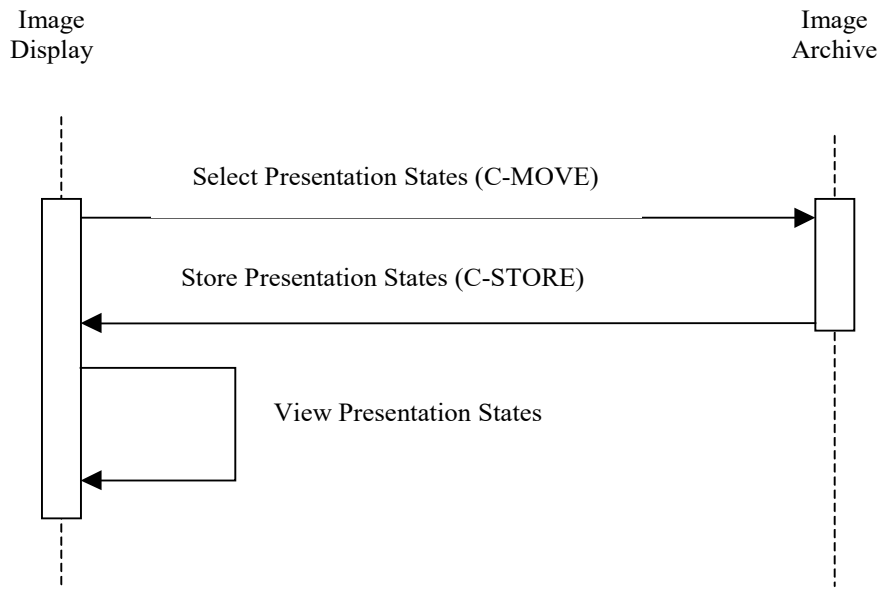 Image
Display
Image
Archive
Select Presentation States (C-MOVE)
Store Presentation States (C-STORE)
View Presentation States